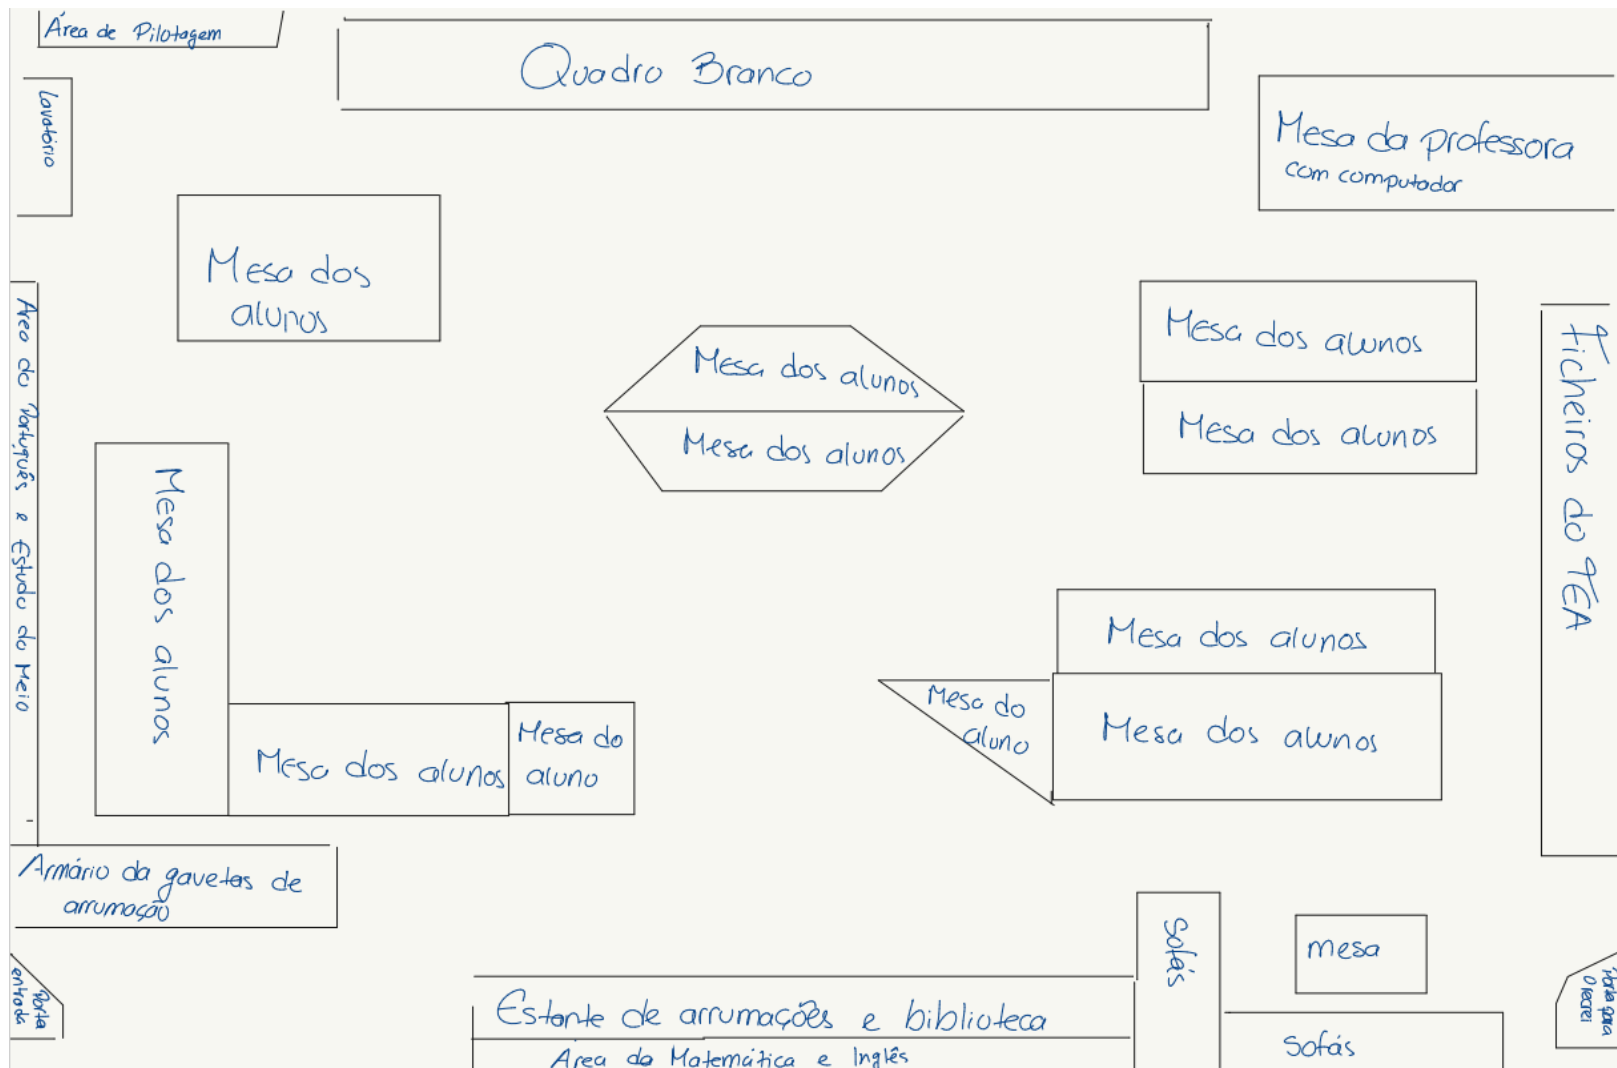 Área de Pilotagem
Quadro Branco
Lavatório
Mesa da professora
com computador
Mesa dos
alunos
Mesa dos alunos
Mesa dos alunos
Mesa dos alunos
Mesa dos alunos
Área do Português e Estudo do Meio
Ficheiros do TEA
Mesa dos alunos
Mesa dos alunos
Mesa do
aluno
Mesa dos alunos
Mesa do
aluno
Mesa dos alunos
Armário da gavetas de
arrumação
Sofás
mesa
Porta
entrada
Estante de arrumações e biblioteca
Área da Matemática e Inglês
Sofás
Porta para
O recrei